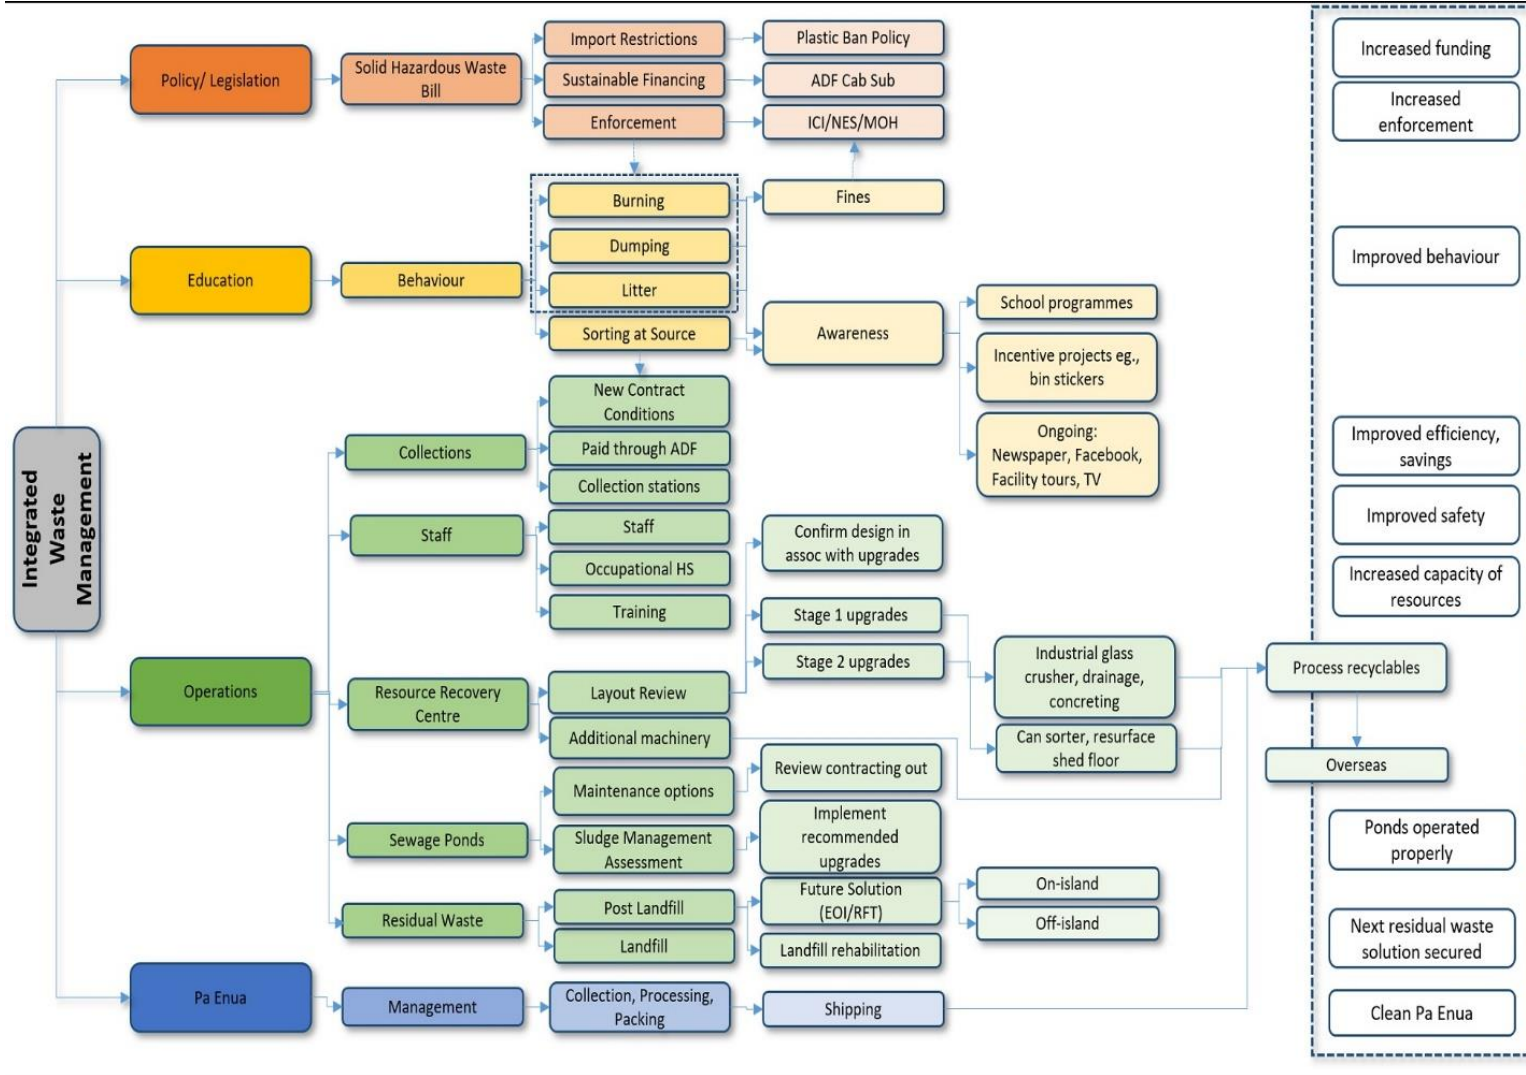 Integrated
Waste
Management
Policy/ Legislation
Solid Hazardous Waste
Bill
Import Restrictions
Plastic Ban Policy
Sustainable Financing
ADF Cab Sub
Enforcement
ICI/NES/MOH
Education
Behaviour
Burning
Dumping
Litter
Sorting at Source
Fines
Awareness
School programmes
Incentive projects eg.,
bin stickers
Ongoing:
Newspaper, Facebook,
Facility tours, TV
Operations
Collections
New Contract
Conditions
Paid through ADF
Collection stations
Staff
Staff
Occupational HS
Training
Resource Recovery
Centre
Layout Review
Additional machinery
Confirm design in
assoc with upgrades
Stage 1 upgrades
Stage 2 upgrades
Industrial glass
crusher, drainage,
concreting
Can sorter, resurface
shed floor
Process recyclables
Overseas
Sewage Ponds
Maintenance options
Review contracting out
Sludge Management
Assessment
Implement
recommended
upgrades
Residual Waste
Post Landfill
Landfill
Future Solution
(EOI/RFT)
Landfill rehabilitation
On-island
Off-island
Pa Enua
Management
Collection, Processing,
Packing
Shipping
Increased funding
Increased
enforcement
Improved behaviour
Improved efficiency,
savings
Improved safety
Increased capacity of
resources
Ponds operated
properly
Next residual waste
solution secured
Clean Pa Enua